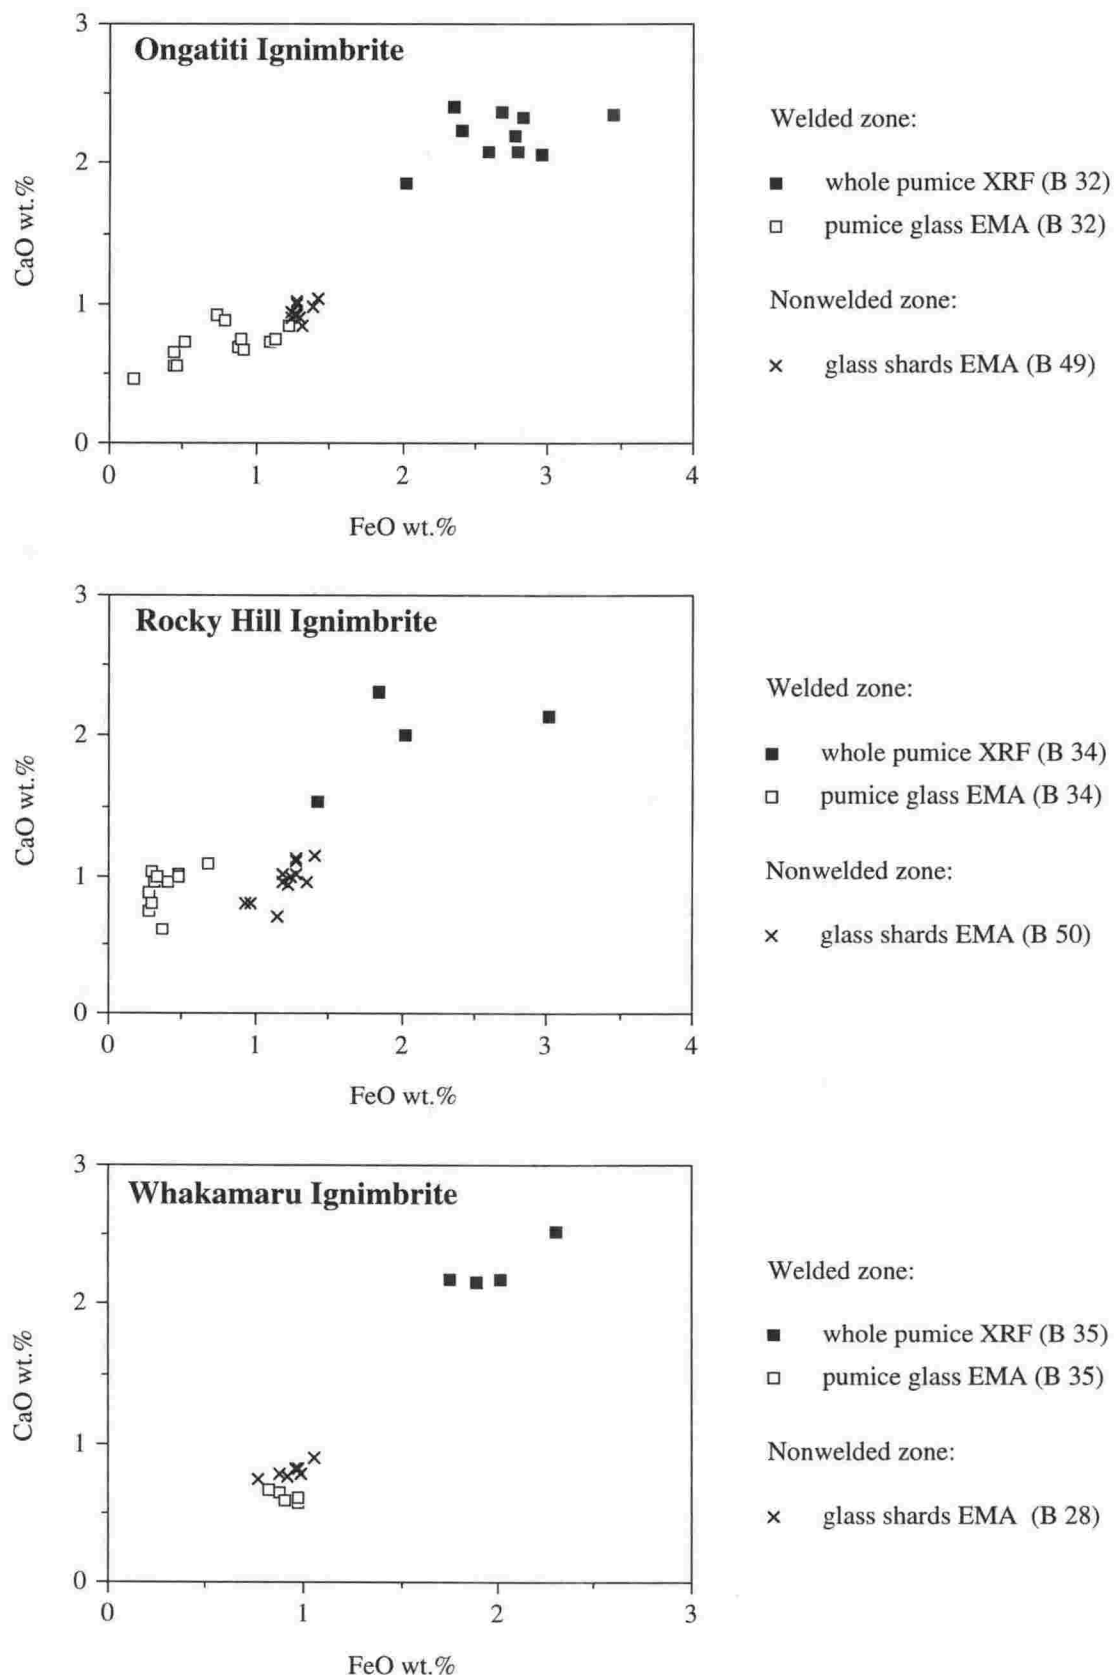 Ongatiti Ignimbrite
3
2
1
0
CaO wt.%
0 1 2 3 4
FeO wt.%
Welded zone:
whole pumice XRF (B 32)
pumice glass EMA (B 32)
Nonwelded zone:
glass shards EMA (B 49)
Rocky Hill Ignimbrite
3
2
1
0
CaO wt.%
0 1 2 3 4
FeO wt.%
Welded zone:
whole pumice XRF (B 34)
pumice glass EMA (B 34)
Nonwelded zone:
glass shards EMA (B 50)
Whakamaru Ignimbrite
3
2
1
0
CaO wt.%
0 1 2 3
FeO wt.%
Welded zone:
whole pumice XRF (B 35)
pumice glass EMA (B 35)
Nonwelded zone:
glass shards EMA (B 28)